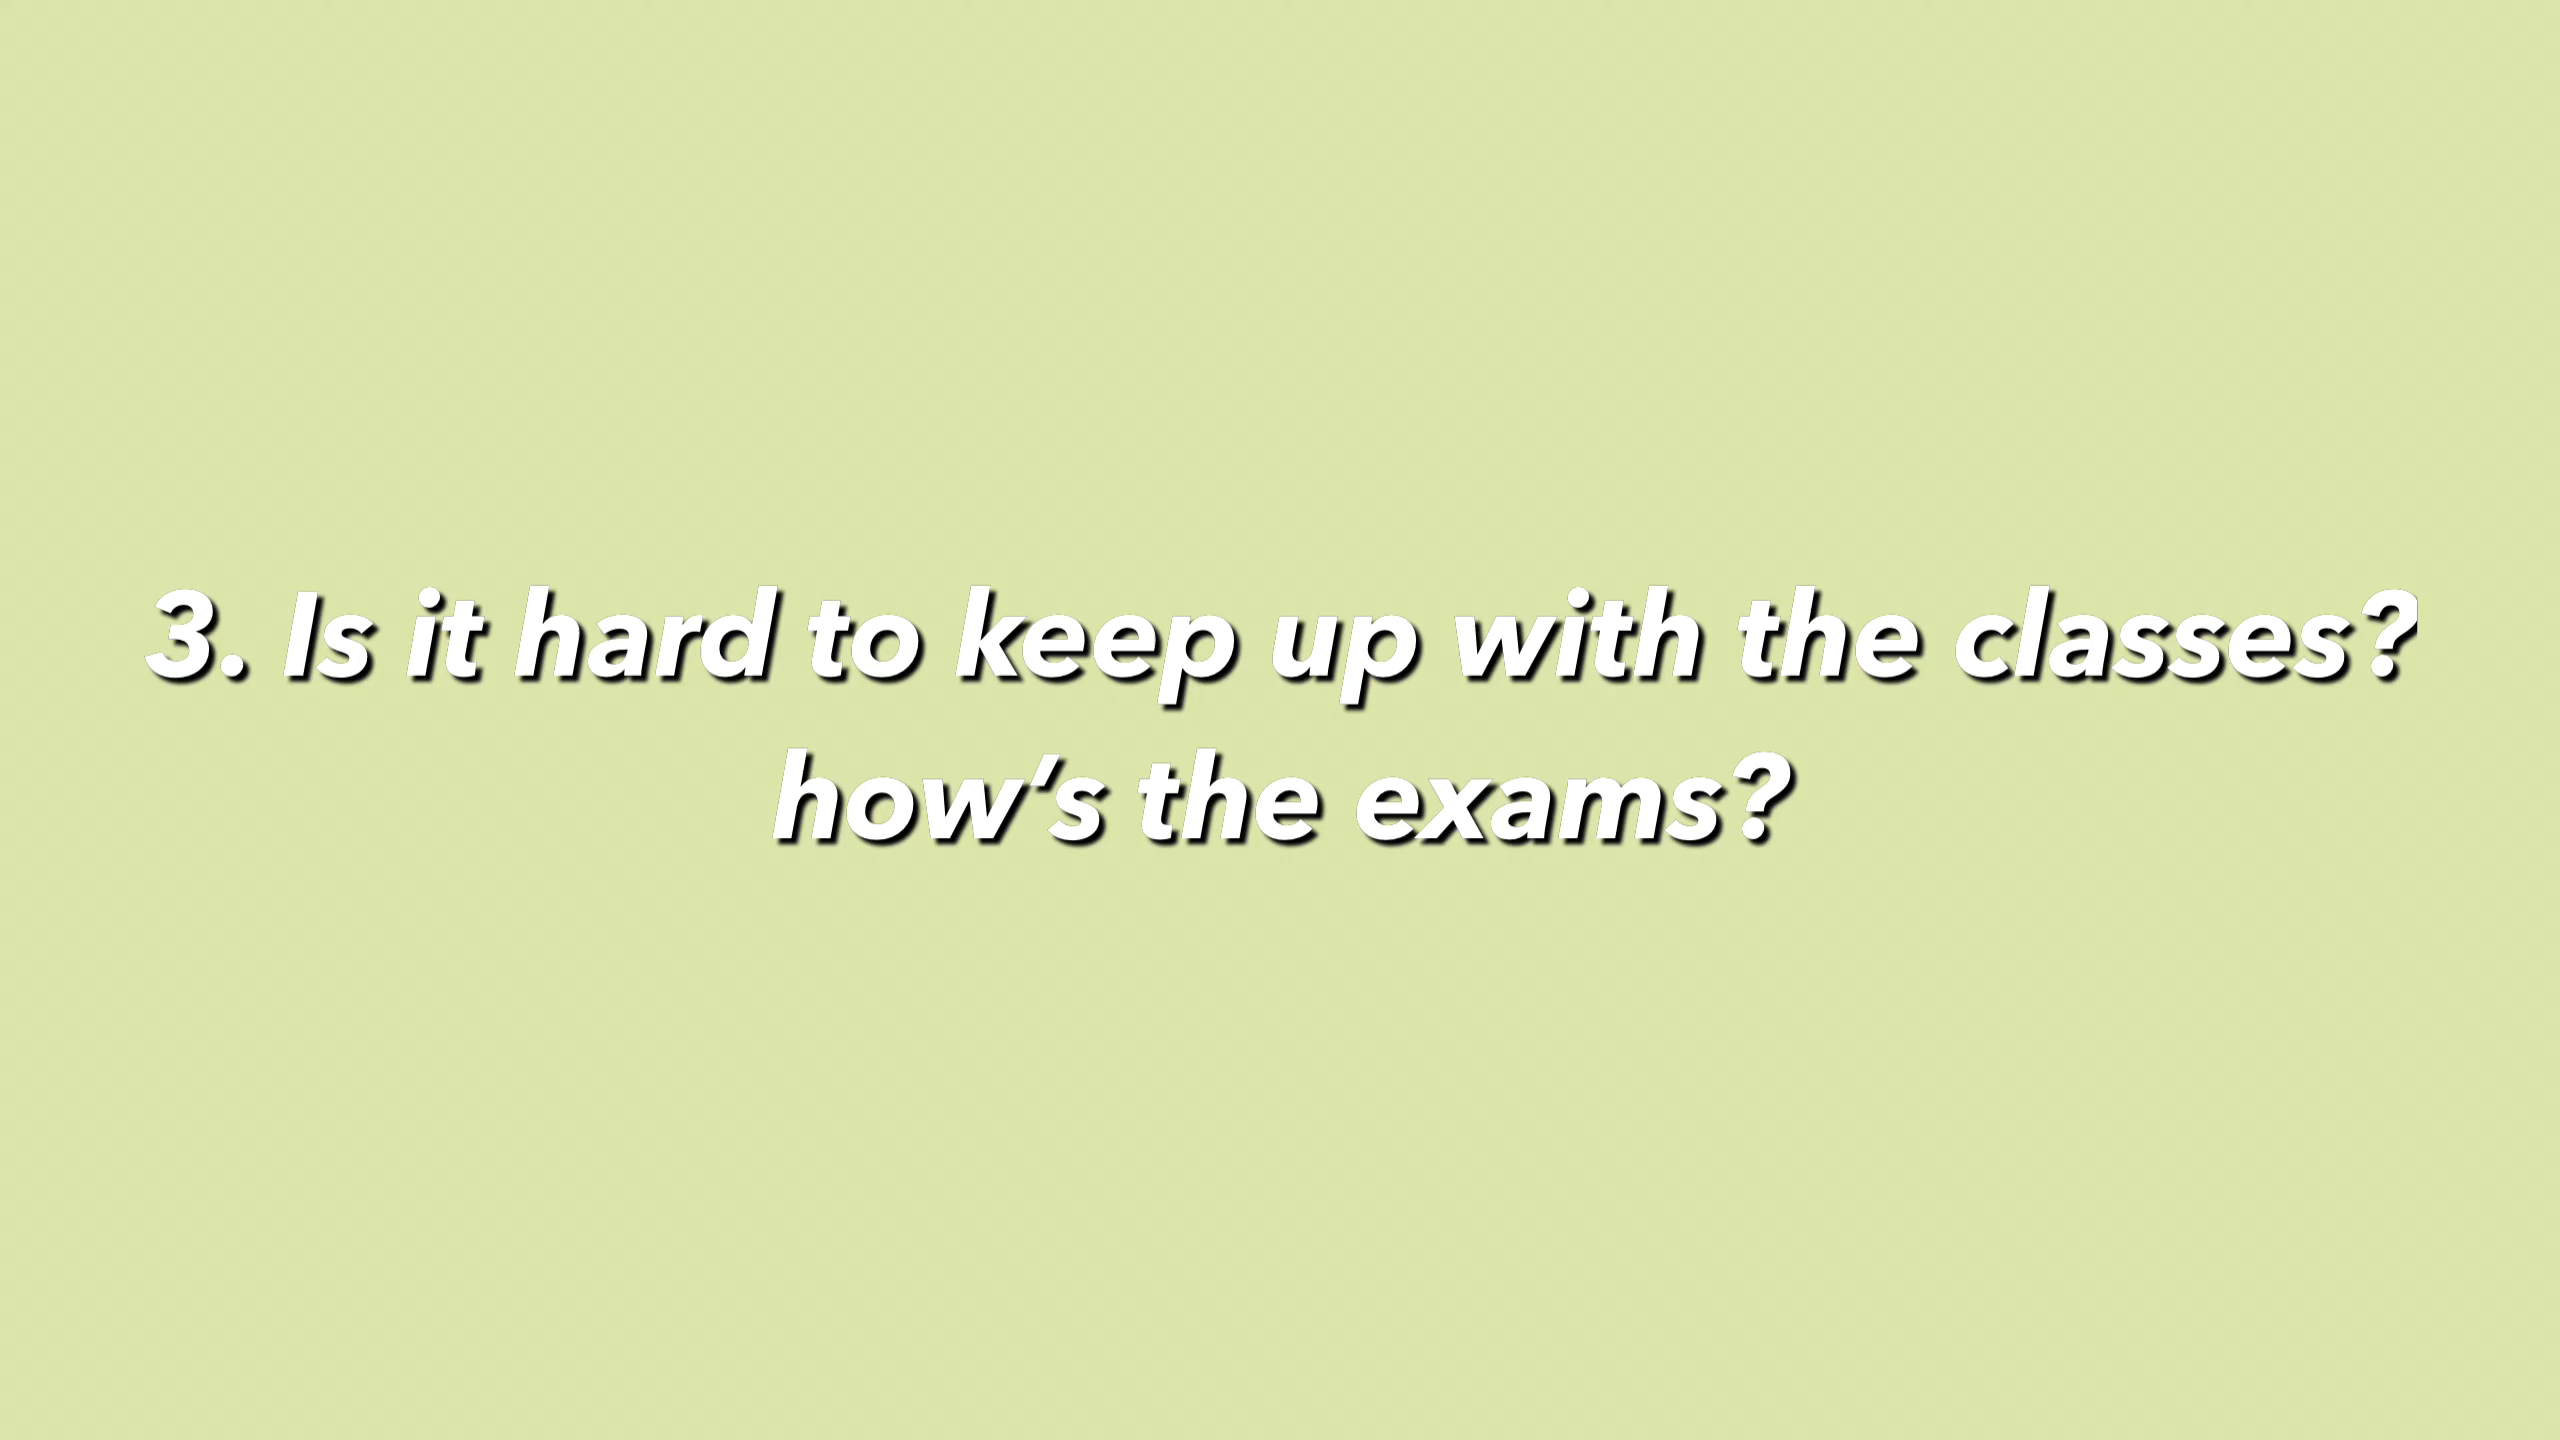 3. Is it hard to keep up with the classes?
how’s the exams?